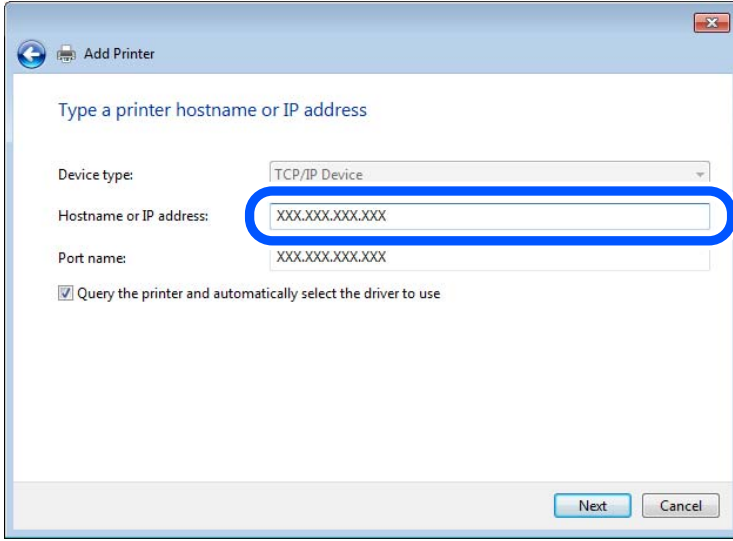 Add Printer
Type a printer hostname or IP address
Device type: TCP/IP Device
Hostname or IP address: XXX.XXX.XXX.XXX
Port name: XXX.XXX.XXX.XXX
Query the printer and automatically select the driver to use
Next Cancel